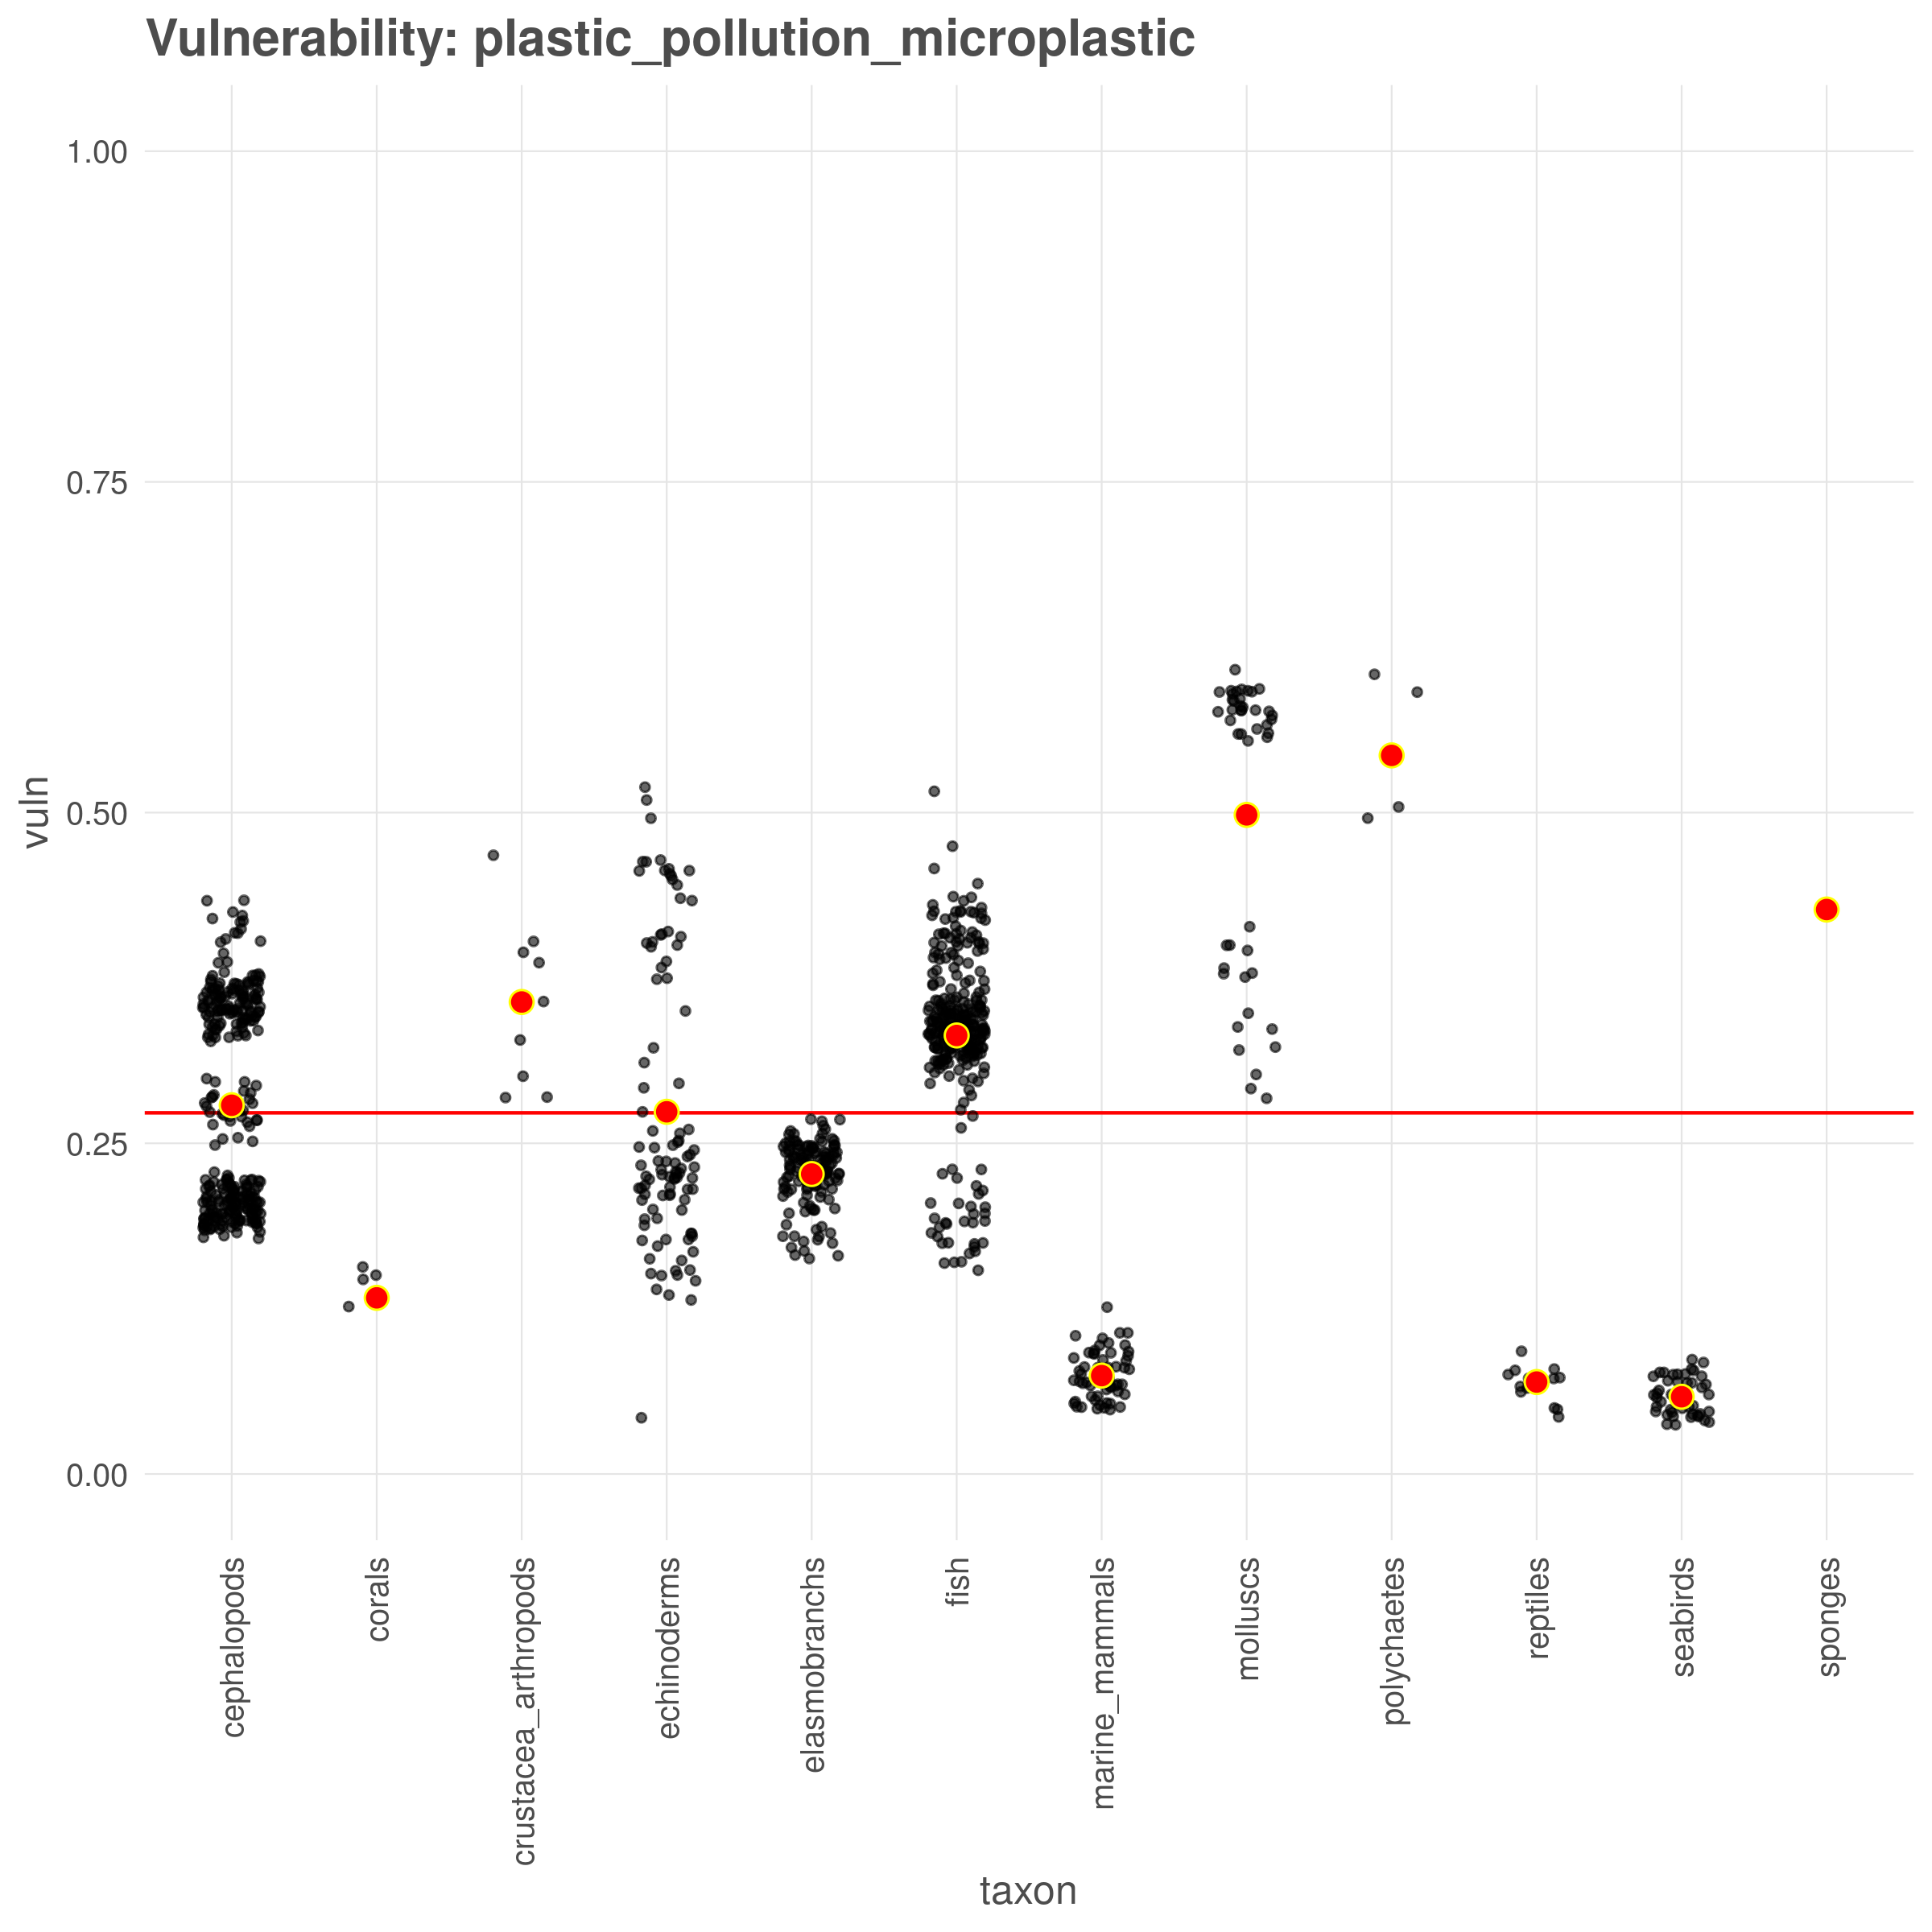 Vulnerability: plastic_pollution_microplastic
vuln
1.00
0.75
0.50
0.25
0.00
cephalopods
corals
crustacea_arthropods
echinoderms
elasmobranchs
fish
marine_mammals
molluscs
polychaetes
reptiles
seabirds
sponges
taxon